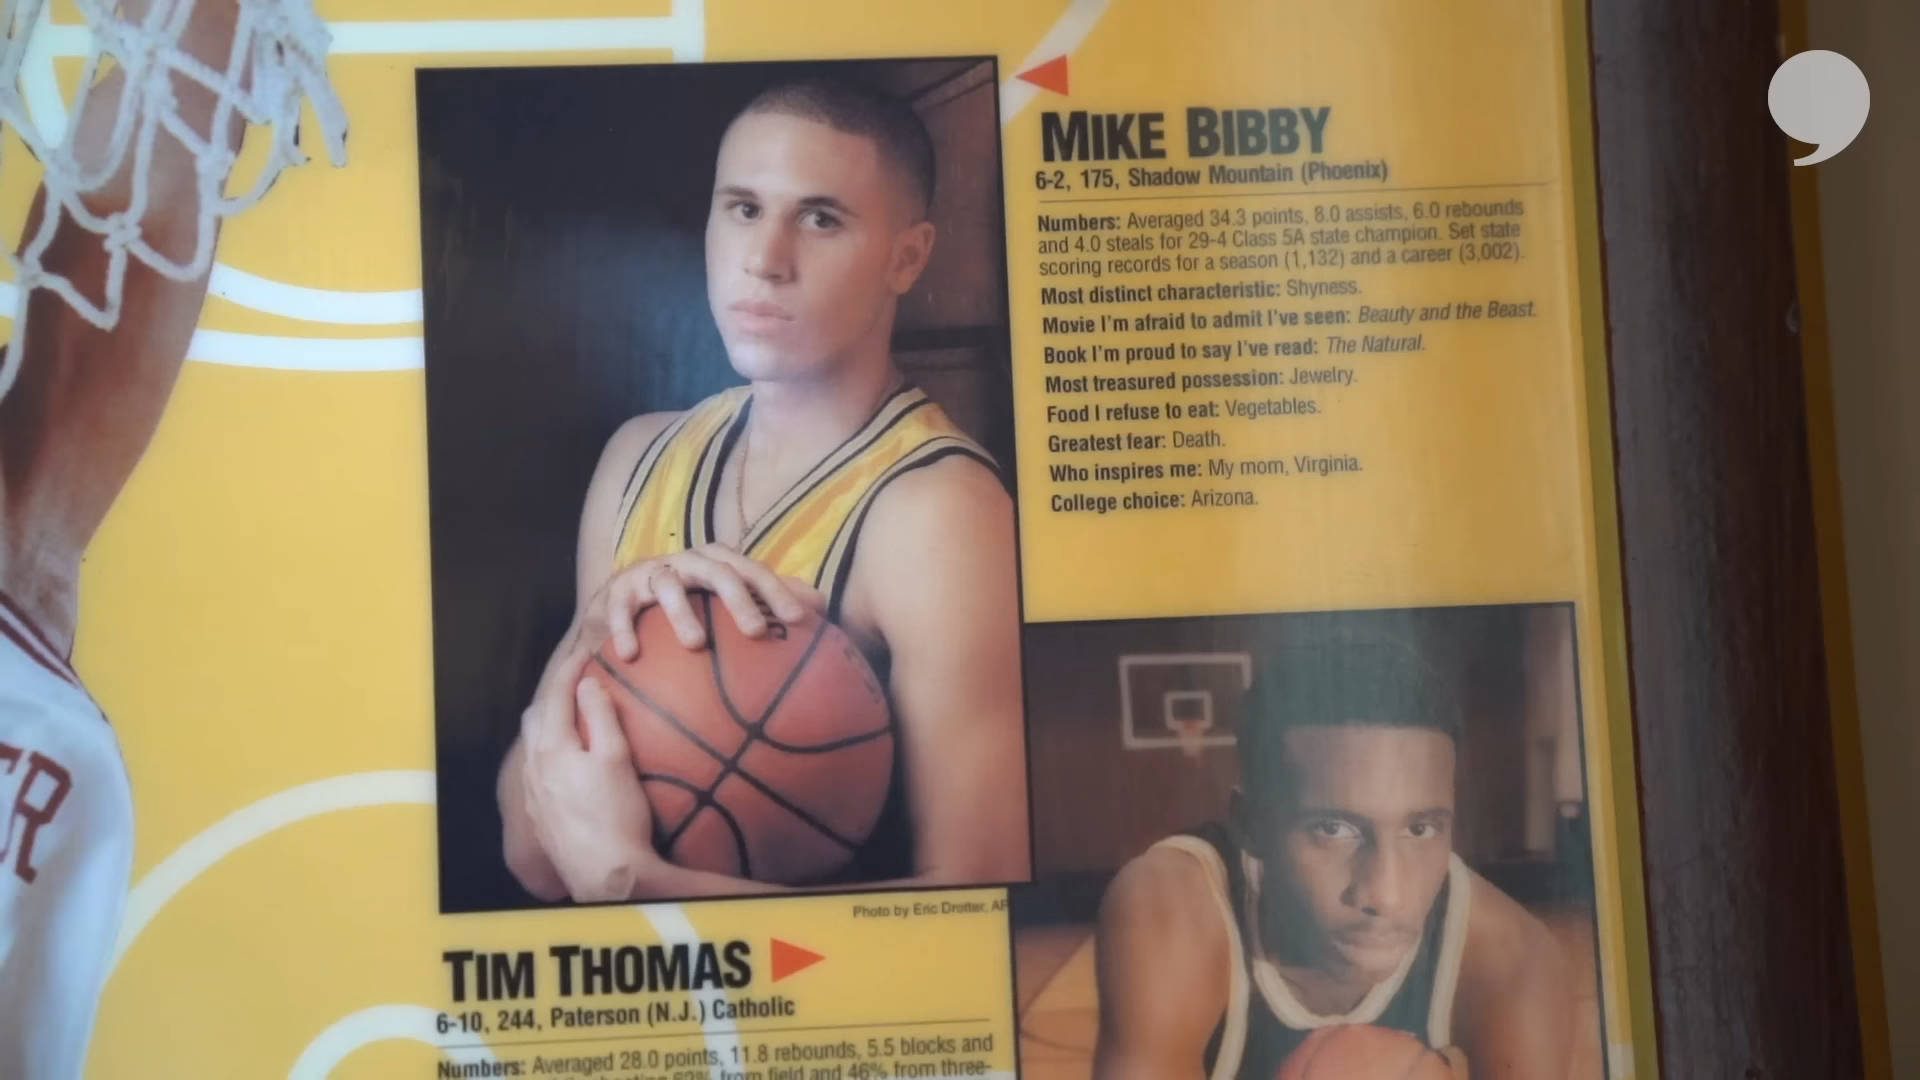 MIKE BIBBY
6-2, 175, Shadow Mountain (Phoenix)
Numbers: Averaged 34.3 points, 8.0 assists, 6.0 rebounds
and 4.0 steals for 29-4 Class 5A state champion. Set state
scoring records for a season (1,132) and a career (3,002).
Most distinct characteristic: Shyness.
Movie I'm afraid to admit I've seen: Beauty and the Beast.
Book I'm proud to say I've read: The Natural.
Most treasured possession: Jewelry.
Food I refuse to eat: Vegetables.
Greatest fear: Death.
Who inspires me: My mom, Virginia.
College choice: Arizona.
Photo by Eric Drotter, AP
TIM THOMAS
6-10, 244, Paterson (N.J.) Catholic
Numbers: Averaged 28.0 points, 11.8 rebounds, 5.5 blocks and
from field and 46% from three-